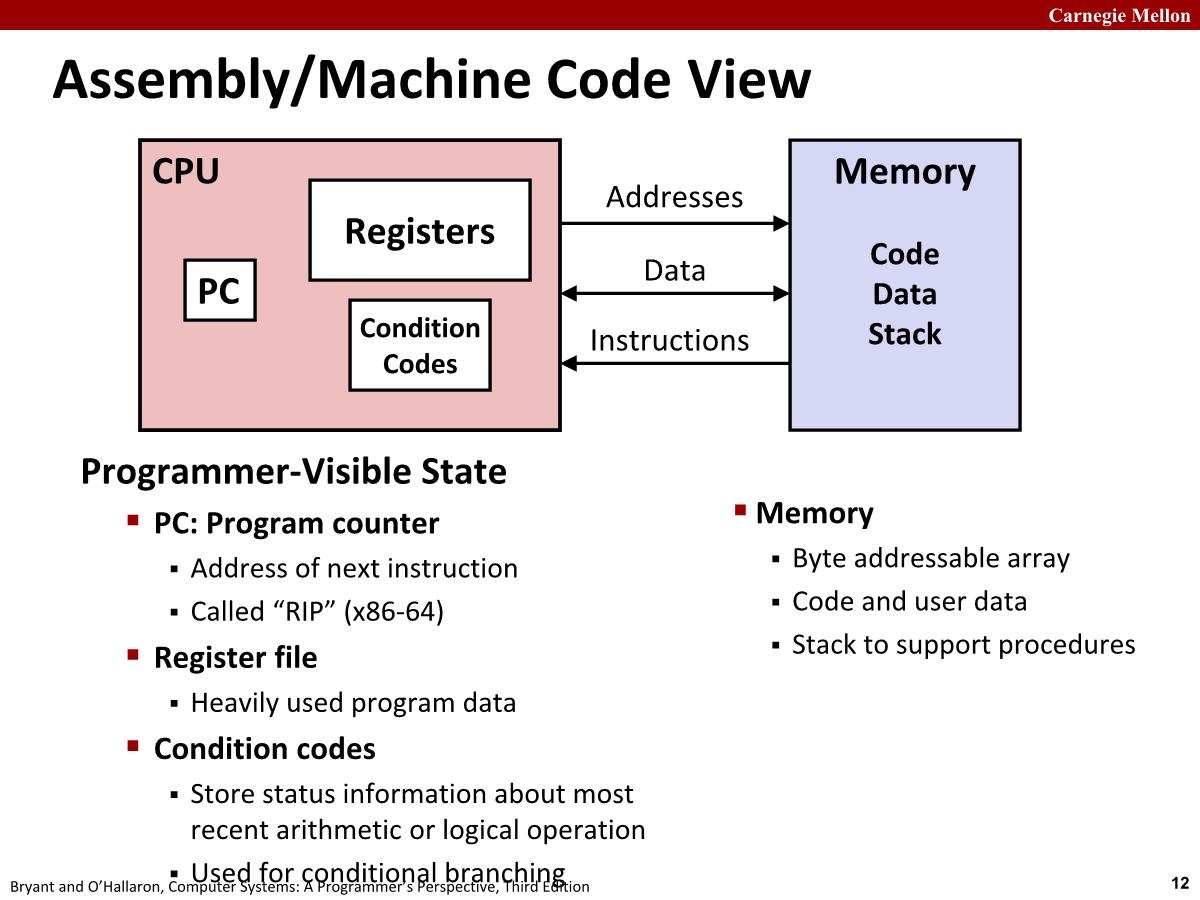 Carnegie Mellon
Assembly/Machine Code View
CPU
Registers
PC
Condition
Codes
Addresses
Data
Instructions
Memory
Code
Data
Stack
Programmer-Visible State
▪ PC: Program counter
▪ Address of next instruction
▪ Called “RIP” (x86-64)
▪ Register file
▪ Heavily used program data
▪ Condition codes
▪ Store status information about most
recent arithmetic or logical operation
▪ Used for conditional branching
▪ Memory
▪ Byte addressable array
▪ Code and user data
▪ Stack to support procedures
Bryant and O’Hallaron, Computer Systems: A Programmer’s Perspective, Third Edition
12